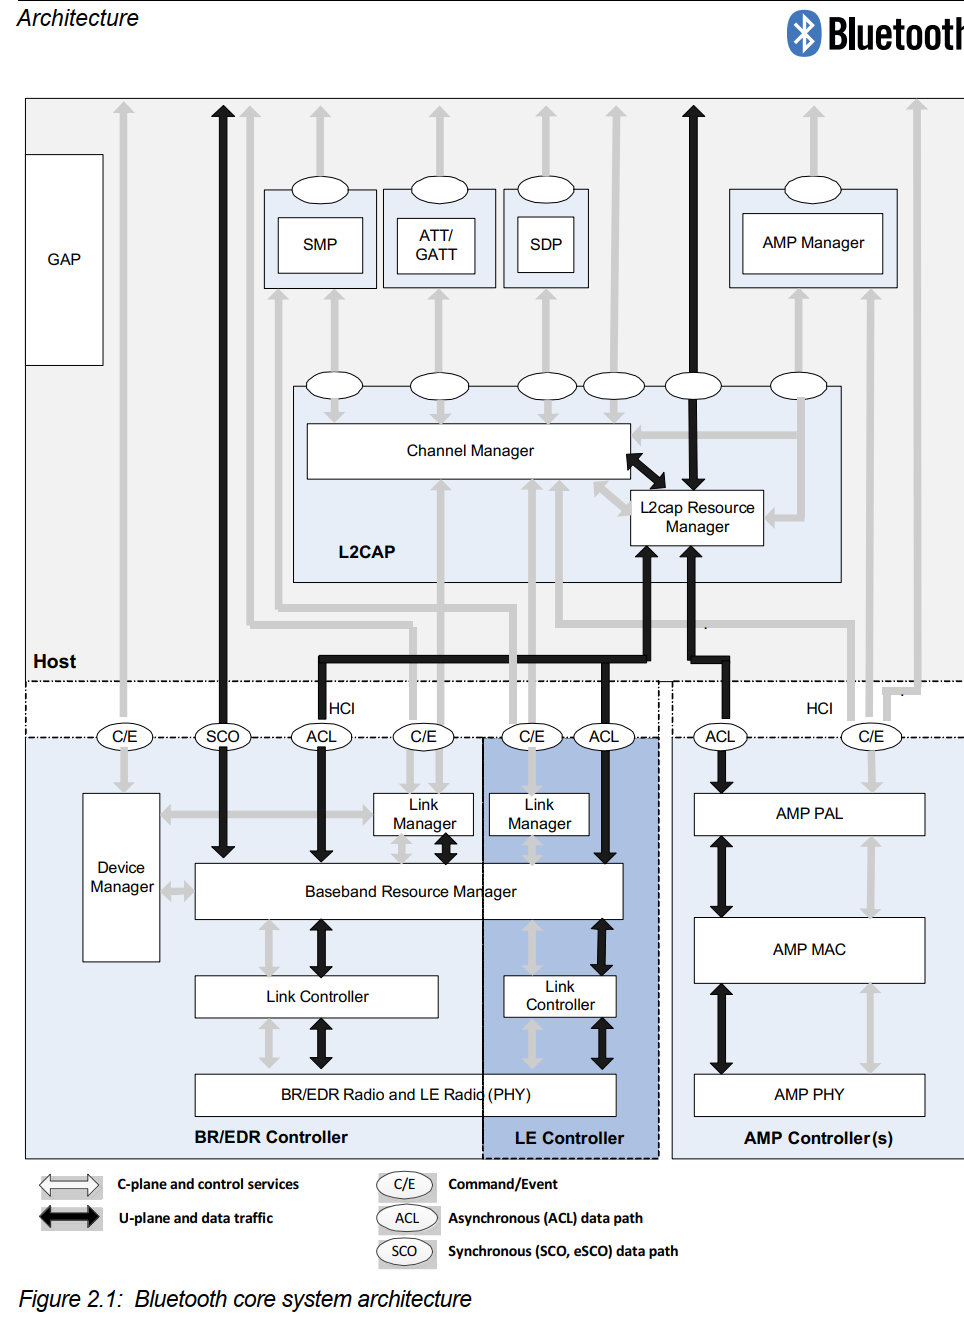 Architecture
Bluetooth
GAP
SMP
ATT/
GATT
SDP
AMP Manager
Channel Manager
L2cap Resource
Manager
L2CAP
Host
HCI
HCI
C/E
SCO
ACL
C/E
C/E
ACL
ACL
C/E
Link
Manager
Link
Manager
AMP PAL
Device
Manager
Baseband Resource Manager
AMP MAC
Link Controller
Link
Controller
BR/EDR Radio and LE Radio (PHY)
AMP PHY
BR/EDR Controller
LE Controller
AMP Controller(s)
C-plane and control services
C/E
Command/Event
U-plane and data traffic
ACL
Asynchronous (ACL) data path
SCO
Synchronous (SCO, eSCO) data path
Figure 2.1: Bluetooth core system architecture